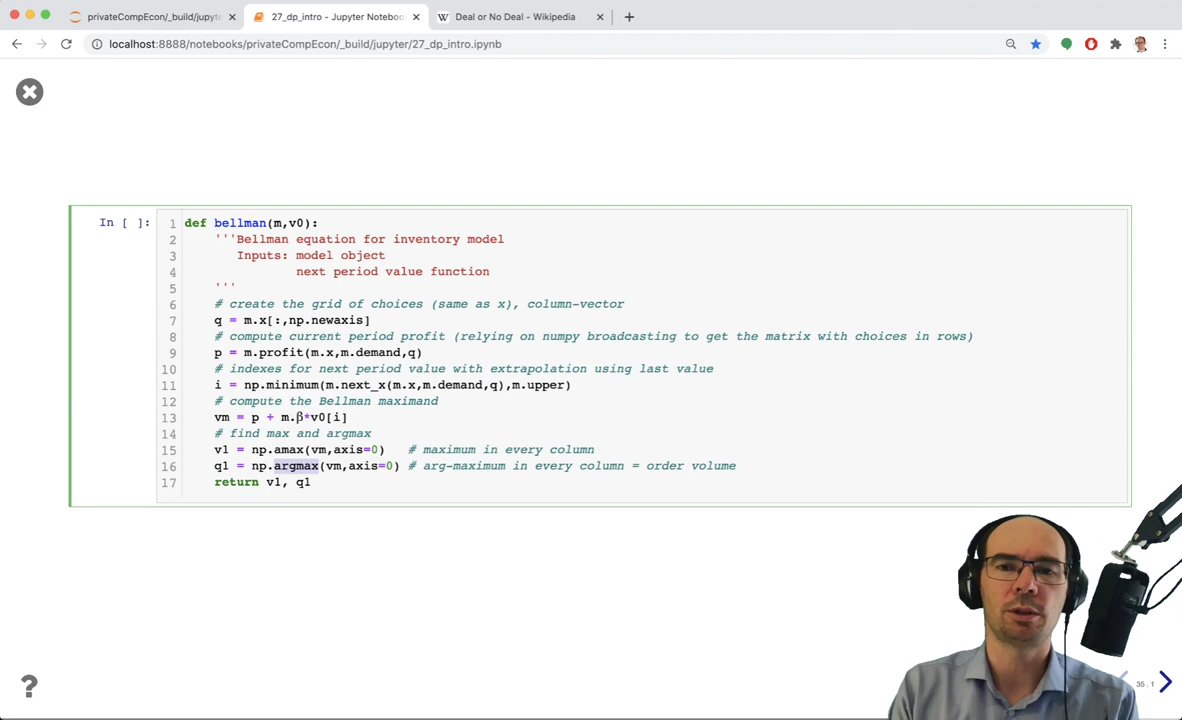 privateCompEcon/_build/jupyte
27_dp_intro - Jupyter Noteboo
Deal or No Deal - Wikipedia
localhost:8888/notebooks/privateCompEcon/_build/jupyter/27_dp_intro.ipynb
In [ ]:
1 def bellman(m,v0):
2 '''Bellman equation for inventory model
3 Inputs: model object
4 next period value function
5 '''
6 # create the grid of choices (same as x), column-vector
7 q = m.x[:,np.newaxis]
8 # compute current period profit (relying on numpy broadcasting to get the matrix with choices in rows)
9 p = m.profit(m.x,m.demand,q)
10 # indexes for next period value with extrapolation using last value
11 i = np.minimum(m.next_x(m.x,m.demand,q),m.upper)
12 # compute the Bellman maximand
13 vm = p + m.β*v0[i]
14 # find max and argmax
15 v1 = np.amax(vm,axis=0) # maximum in every column
16 q1 = np.argmax(vm,axis=0) # arg-maximum in every column = order volume
17 return v1, q1
?
35.1